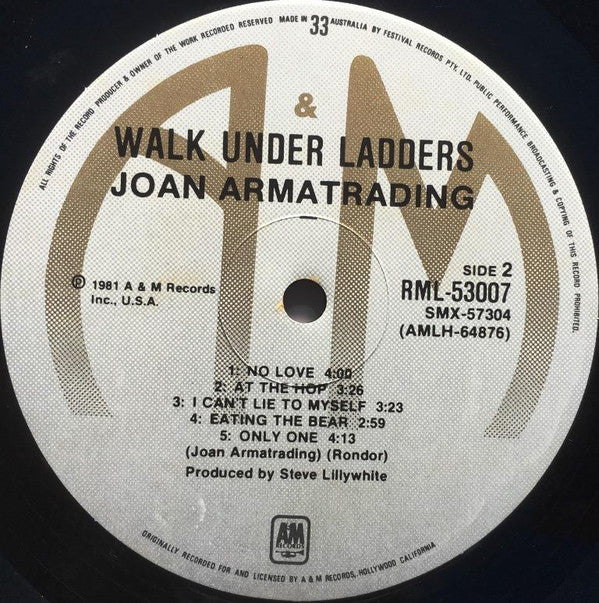 ALL RIGHTS OF THE RECORD PRODUCER & OWNER OF THE WORK RECORDED RESERVED MADE IN 33 AUSTRALIA BY FESTIVAL RECORDS PTY. LTD. PUBLIC PERFORMANCE BROADCASTING & COPYING OF THIS RECORD PROHIBITED.
A & M
WALK UNDER LADDERS
JOAN ARMATRADING
℗ 1981 A & M Records
Inc., U.S.A.
SIDE 2
RML-53007
SMX-57304
(AMLH-64876)
1: NO LOVE 4:00
2: AT THE HOP 3:26
3: I CAN'T LIE TO MYSELF 3:23
4: EATING THE BEAR 2:59
5: ONLY ONE 4:13
(Joan Armatrading) (Rondor)
Produced by Steve Lillywhite
A&M
RECORDS
ORIGINALLY RECORDED FOR AND LICENSED BY A & M RECORDS, HOLLYWOOD CALIFORNIA